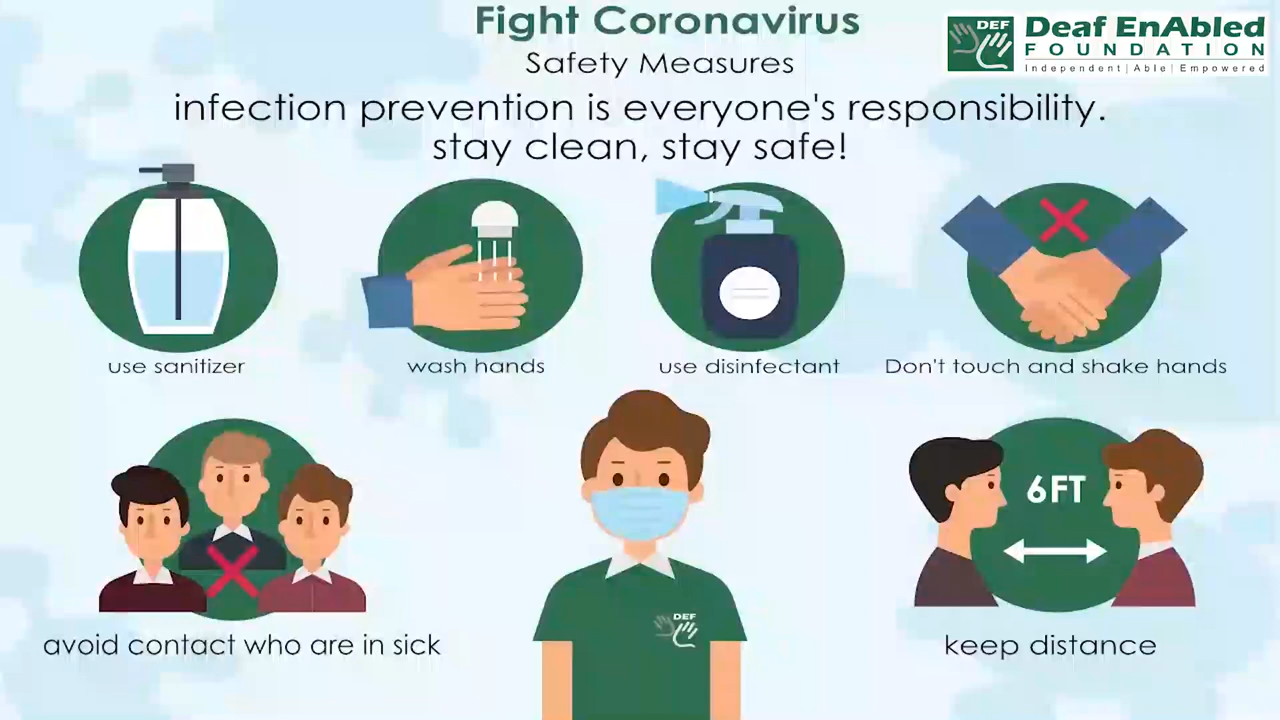 Fight Coronavirus
Safety Measures
DEF
Deaf EnAbled
FOUNDATION
Independent | Able | Empowered
infection prevention is everyone's responsibility.
stay clean, stay safe!
use sanitizer
wash hands
use disinfectant
Don't touch and shake hands
6FT
DEF
avoid contact who are in sick
keep distance